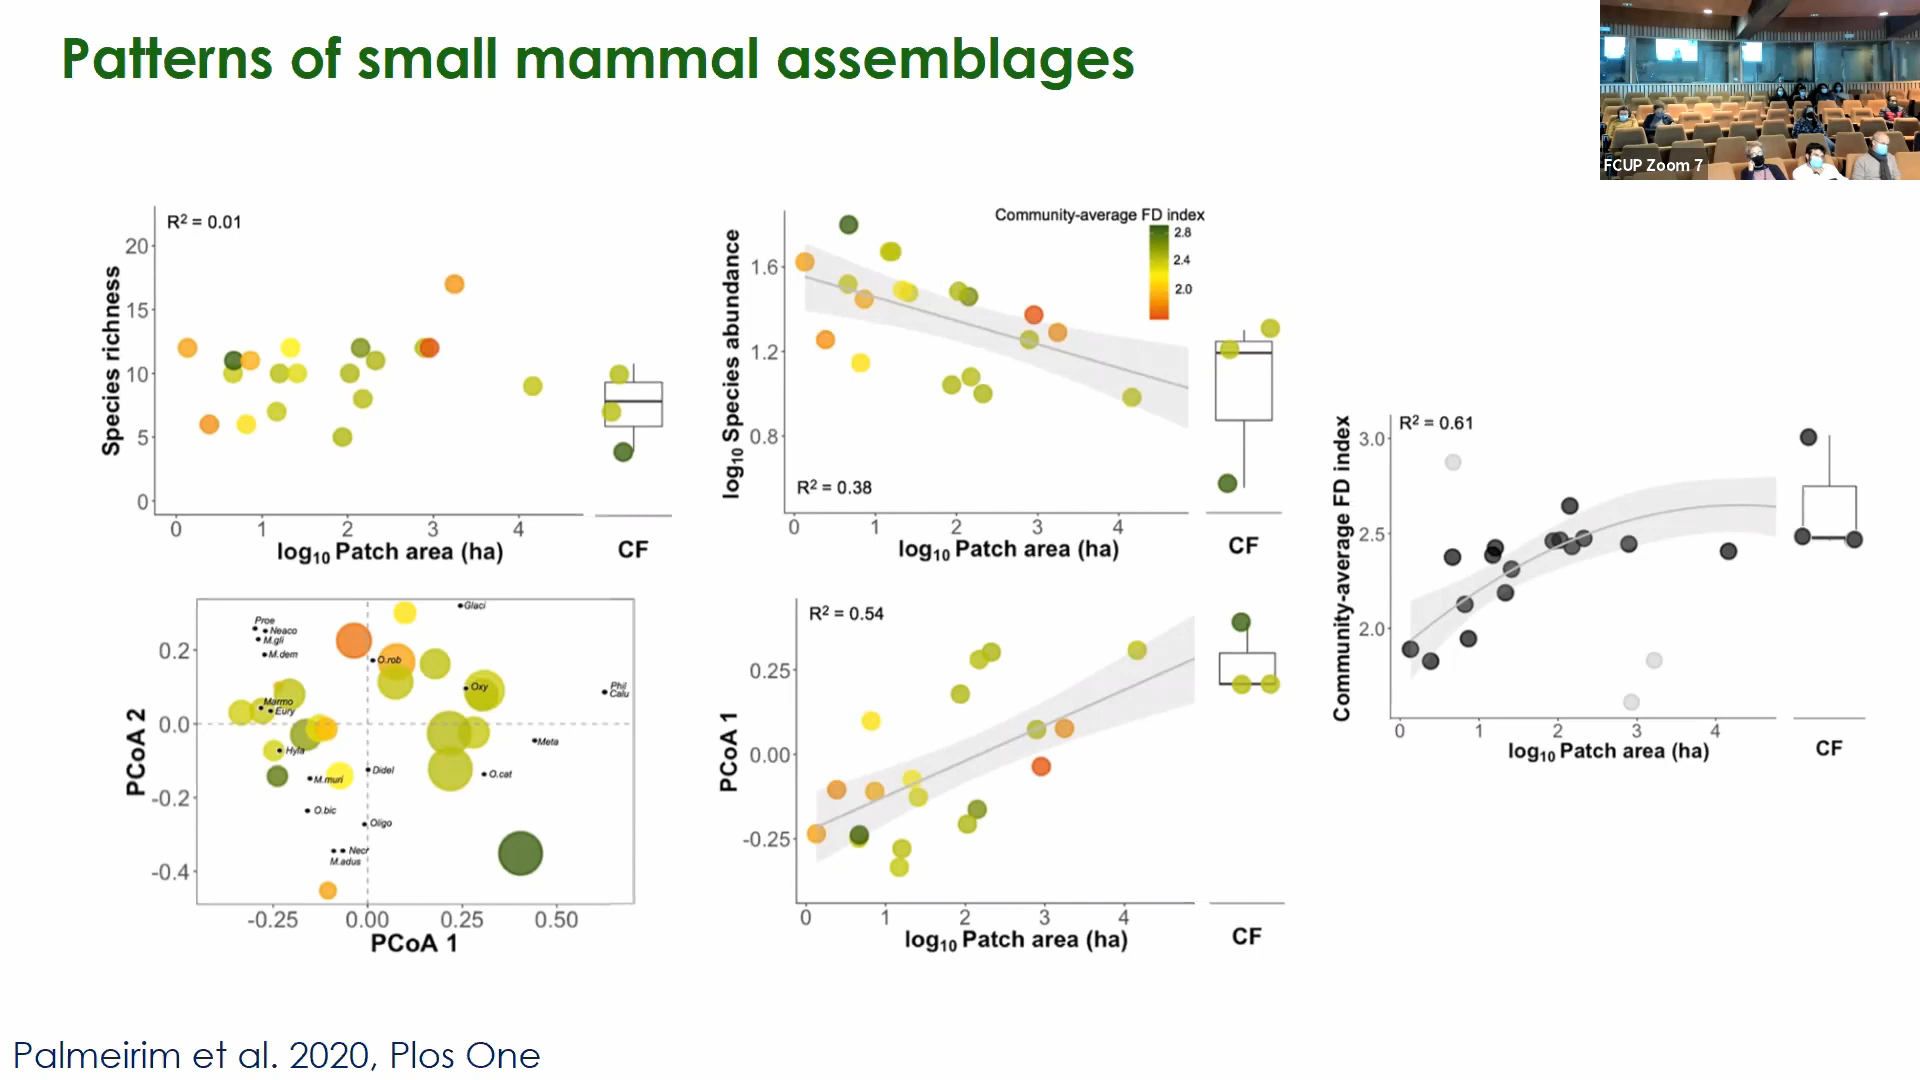 Patterns of small mammal assemblages
FCUP Zoom 7
R² = 0.01
Species richness
20
15
10
5
0
0 1 2 3 4
log₁₀ Patch area (ha)
CF
Community-average FD index
2.8
2.4
2.0
log₁₀ Species abundance
1.6
1.2
0.8
R² = 0.38
0 1 2 3 4
log₁₀ Patch area (ha)
CF
R² = 0.61
Community-average FD index
3.0
2.5
2.0
0 1 2 3 4
log₁₀ Patch area (ha)
CF
PCoA 2
0.2
0.0
-0.2
-0.4
Glaci
Proe
Neaco
M.gli
M.dem
O.rob
Oxy
Phil
Calu
Marmo
Eury
Meta
Hyla
Didel
O.cat
M.muri
O.bic
Oligo
Necr
M.adus
-0.25 0.00 0.25 0.50
PCoA 1
R² = 0.54
PCoA 1
0.25
0.00
-0.25
0 1 2 3 4
log₁₀ Patch area (ha)
CF
Palmeirim et al. 2020, Plos One